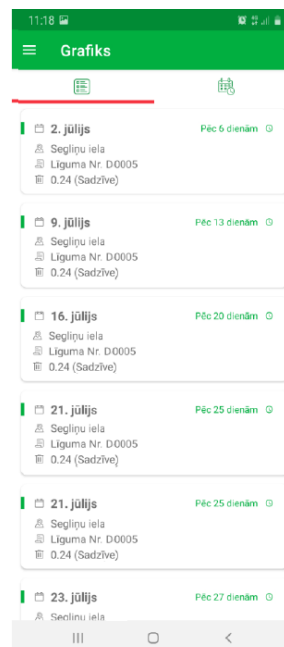 11:18
Grafiks
2. jūlijs Pēc 6 dienām
Segliņu iela
Līguma Nr. D0005
0.24 (Sadzīve)
9. jūlijs Pēc 13 dienām
Segliņu iela
Līguma Nr. D0005
0.24 (Sadzīve)
16. jūlijs Pēc 20 dienām
Segliņu iela
Līguma Nr. D0005
0.24 (Sadzīve)
21. jūlijs Pēc 25 dienām
Segliņu iela
Līguma Nr. D0005
0.24 (Sadzīve)
21. jūlijs Pēc 25 dienām
Segliņu iela
Līguma Nr. D0005
0.24 (Sadzīve)
23. jūlijs Pēc 27 dienām
Segliņu iela